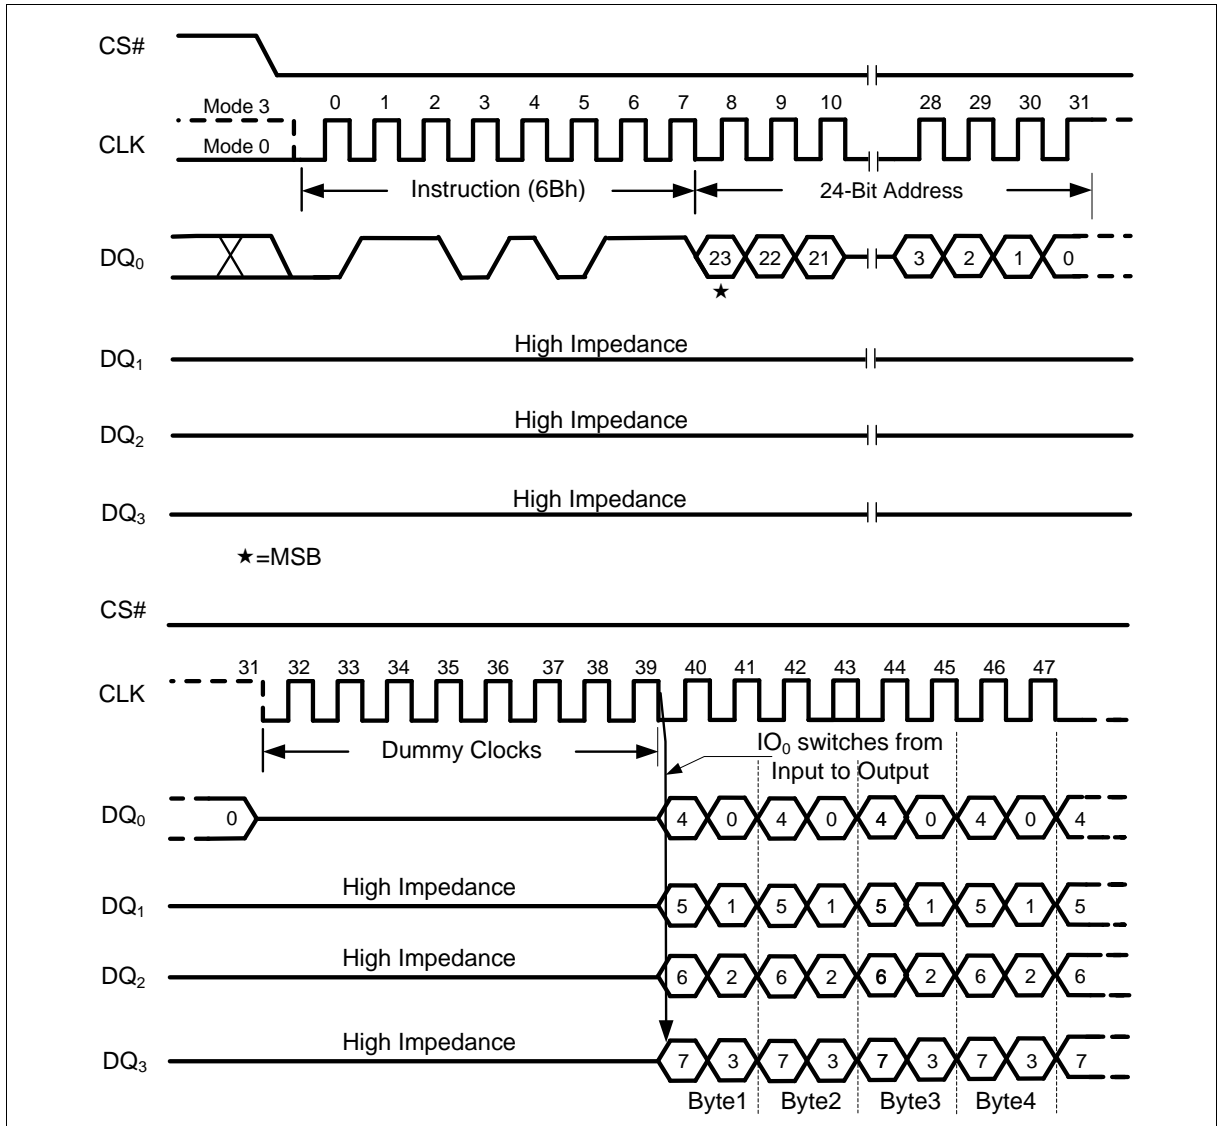 CS#
Mode 3 0 1 2 3 4 5 6 7 8 9 10 28 29 30 31
CLK
Mode 0
Instruction (6Bh) 24-Bit Address
DQ0 23 22 21 3 2 1 0
★
High Impedance
DQ1
High Impedance
DQ2
High Impedance
DQ3
★=MSB
CS#
31 32 33 34 35 36 37 38 39 40 41 42 43 44 45 46 47
CLK
Dummy Clocks
IO0 switches from
Input to Output
DQ0 0 4 0 4 0 4 0 4 0 4
High Impedance
DQ1 5 1 5 1 5 1 5 1 5
High Impedance
DQ2 6 2 6 2 6 2 6 2 6
High Impedance
DQ3 7 3 7 3 7 3 7 3 7
Byte1 Byte2 Byte3 Byte4